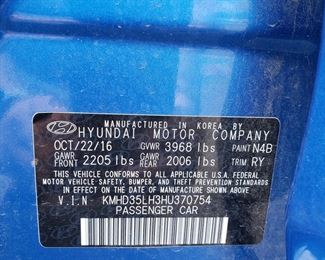 MANUFACTURED IN KOREA BY
HYUNDAI MOTOR COMPANY
OCT/22/16 GVWR 3968 lbs PAINT N4B
GAWR FRONT 2205 lbs GAWR REAR 2006 lbs TRIM RY
THIS VEHICLE CONFORMS TO ALL APPLICABLE U.S.A. FEDERAL
MOTOR VEHICLE SAFETY, BUMPER AND THEFT PREVENTION
STANDARDS IN EFFECT ON THE DATE OF
MANUFACTURE SHOWN ABOVE.
V.I.N KMHD35LH3HU370754
PASSENGER CAR